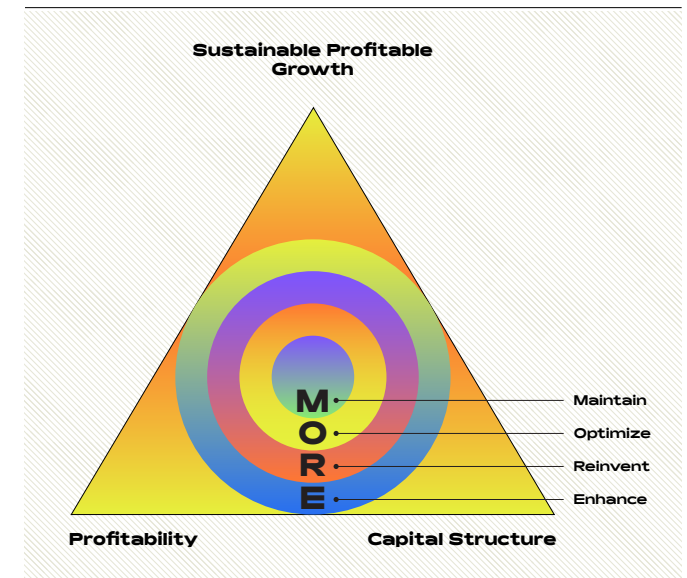 Sustainable Profitable
Growth
M
Maintain
O
Optimize
R
Reinvent
E
Enhance
Profitability
Capital Structure